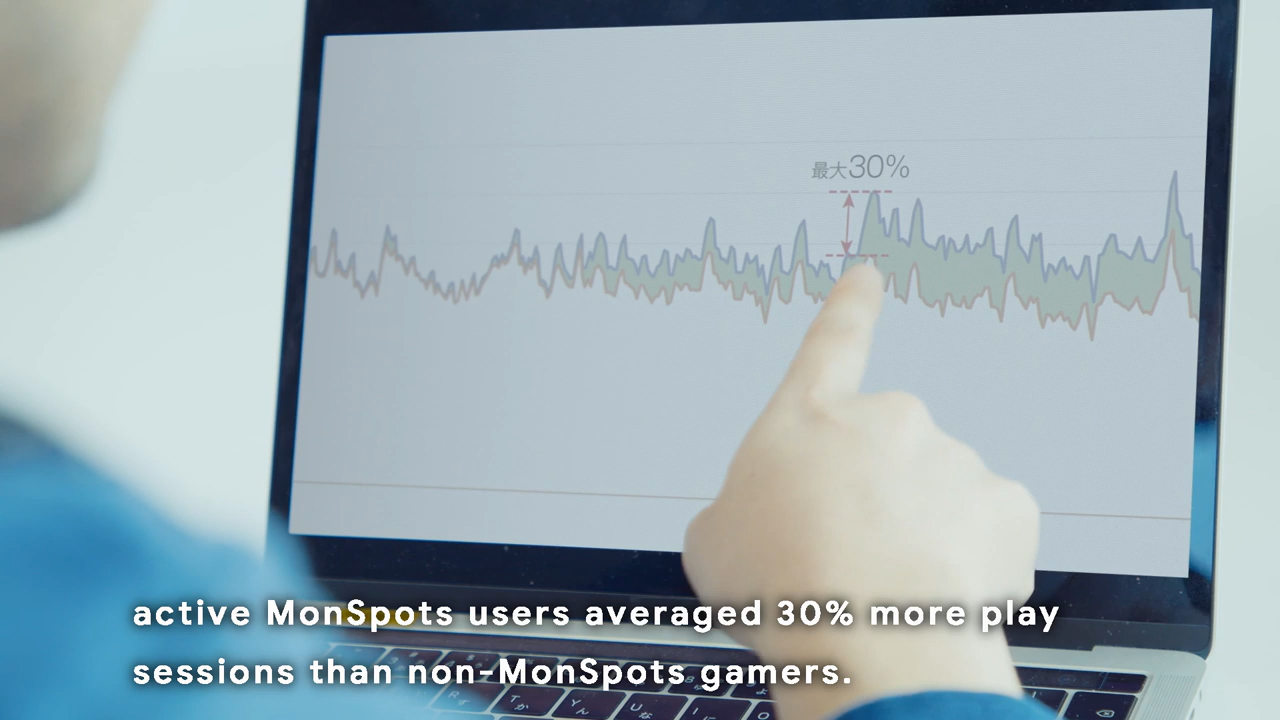 最大30%
active MonSpots users averaged 30% more play
sessions than non-MonSpots gamers.